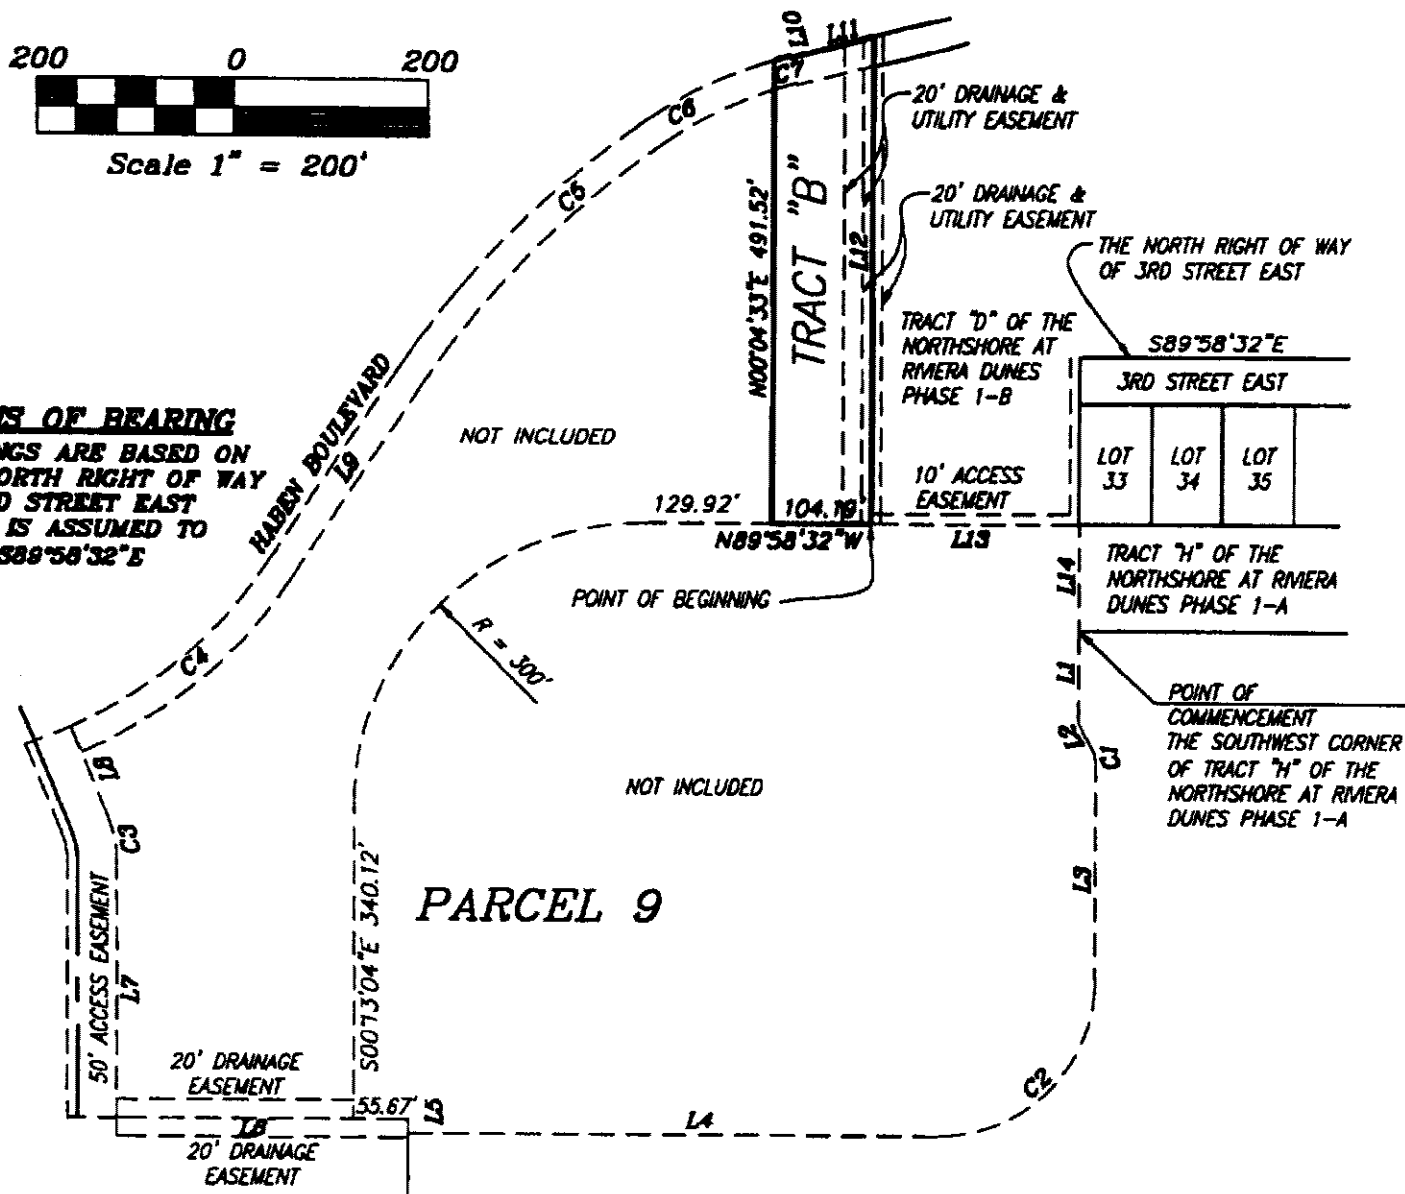 200 0 200
Scale 1" = 200'
L10
L11
C7
C6
C5
20' DRAINAGE &
UTILITY EASEMENT
20' DRAINAGE &
UTILITY EASEMENT
N00°04'33"E 491.52'
TRACT "B"
L12
THE NORTH RIGHT OF WAY
OF 3RD STREET EAST
TRACT "D" OF THE
NORTHSHORE AT
RIVIERA DUNES
PHASE 1-B
S89°58'32"E
3RD STREET EAST
LOT
33
LOT
34
LOT
35
HABEN BOULEVARD
L9
OF BEARING
NGS ARE BASED ON
ORTH RIGHT OF WAY
D STREET EAST
IS ASSUMED TO
S89°58'32"E
NOT INCLUDED
10' ACCESS
EASEMENT
129.92'
104.19
N89°58'32"W
L13
L14
TRACT "H" OF THE
NORTHSHORE AT RIVIERA
DUNES PHASE 1-A
POINT OF BEGINNING
R = 300'
C4
L1
L2
C1
POINT OF
COMMENCEMENT
THE SOUTHWEST CORNER
OF TRACT "H" OF THE
NORTHSHORE AT RIVIERA
DUNES PHASE 1-A
L8
C3
NOT INCLUDED
S00°13'04"E 340.12'
PARCEL 9
L3
50' ACCESS EASEMENT
L7
20' DRAINAGE
EASEMENT
55.67'
L5
L6
L4
C2
20' DRAINAGE
EASEMENT